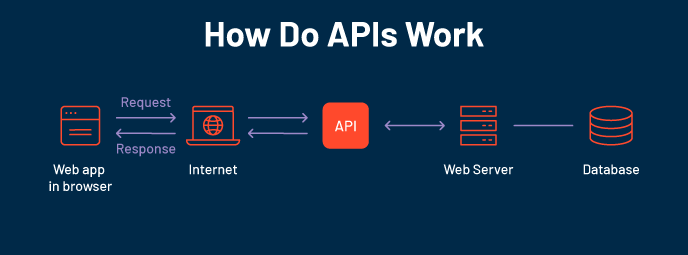 How Do APIs Work
Request
Response
API
Web app
in browser
Internet
Web Server
Database